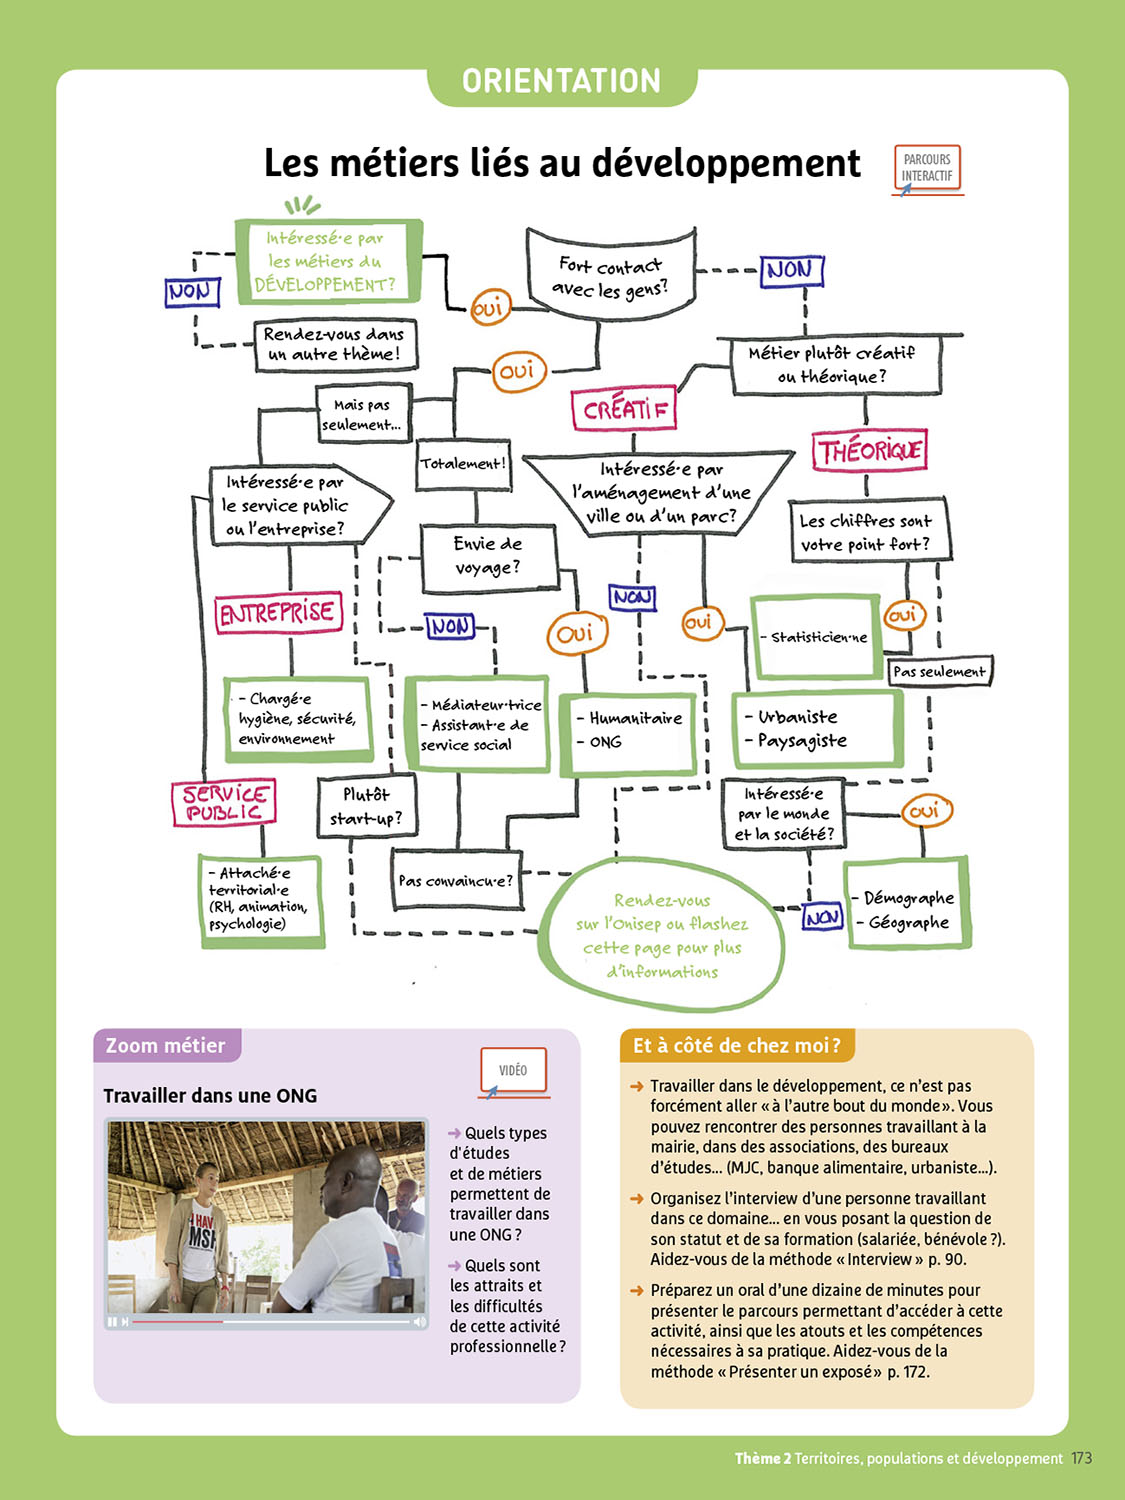 ORIENTATION
Les métiers liés au développement
PARCOURS
INTERACTIF
Intéressé·e par
les métiers du
DÉVELOPPEMENT?
NON
Rendez-vous dans
un autre thème!
OUI
Fort contact
avec les gens?
NON
OUI
Métier plutôt créatif
ou théorique?
Mais pas
seulement...
Totalement!
CRÉATIF
THÉORIQUE
Intéressé·e par
le service public
ou l'entreprise?
Intéressé·e par
l'aménagement d'une
ville ou d'un parc?
Les chiffres sont
votre point fort?
Envie de
voyage?
ENTREPRISE
NON
OUI
NON
OUI
OUI
- Statisticien·ne
Pas seulement
- Chargé·e
hygiène, sécurité,
environnement
- Médiateur·trice
- Assistant·e de
service social
- Humanitaire
- ONG
- Urbaniste
- Paysagiste
SERVICE
PUBLIC
Plutôt
start-up?
Intéressé·e
par le monde
et la société?
OUI
- Attaché·e
territorial·e
(RH, animation,
psychologie)
Pas convaincu·e?
Rendez-vous
sur l'Onisep ou flashez
cette page pour plus
d'informations
NON
- Démographe
- Géographe
Zoom métier
VIDÉO
Travailler dans une ONG
I HAVE
MSF
→ Quels types
d'études
et de métiers
permettent de
travailler dans
une ONG ?
→ Quels sont
les attraits et
les difficultés
de cette activité
professionnelle ?
Et à côté de chez moi ?
→ Travailler dans le développement, ce n'est pas
forcément aller « à l'autre bout du monde ». Vous
pouvez rencontrer des personnes travaillant à la
mairie, dans des associations, des bureaux
d'études... (MJC, banque alimentaire, urbaniste...).
→ Organisez l'interview d'une personne travaillant
dans ce domaine... en vous posant la question de
son statut et de sa formation (salariée, bénévole ?).
Aidez-vous de la méthode « Interview » p. 90.
→ Préparez un oral d'une dizaine de minutes pour
présenter le parcours permettant d'accéder à cette
activité, ainsi que les atouts et les compétences
nécessaires à sa pratique. Aidez-vous de la
méthode « Présenter un exposé » p. 172.
Thème 2 Territoires, populations et développement 173